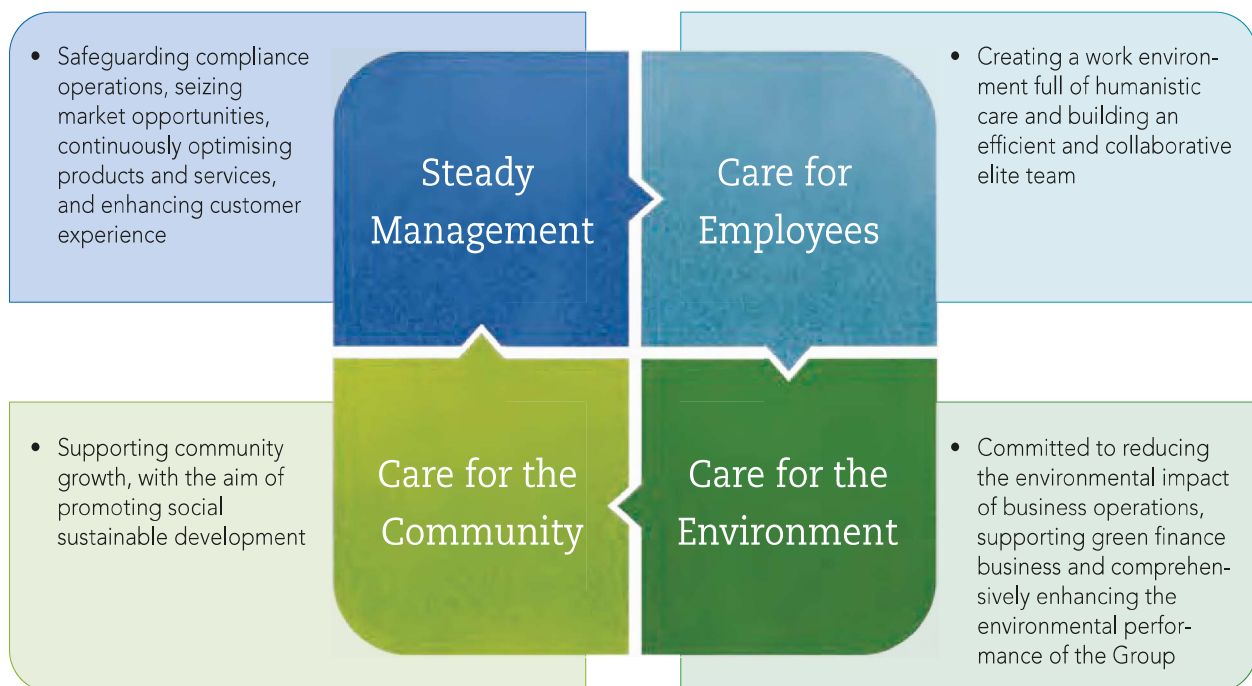 • Safeguarding compliance
operations, seizing
market opportunities,
continuously optimising
products and services,
and enhancing customer
experience
Steady
Management
Care for
Employees
• Creating a work environ-
ment full of humanistic
care and building an
efficient and collaborative
elite team
• Supporting community
growth, with the aim of
promoting social
sustainable development
Care for the
Community
Care for the
Environment
• Committed to reducing
the environmental impact
of business operations,
supporting green finance
business and comprehen-
sively enhancing the
environmental perfor-
mance of the Group